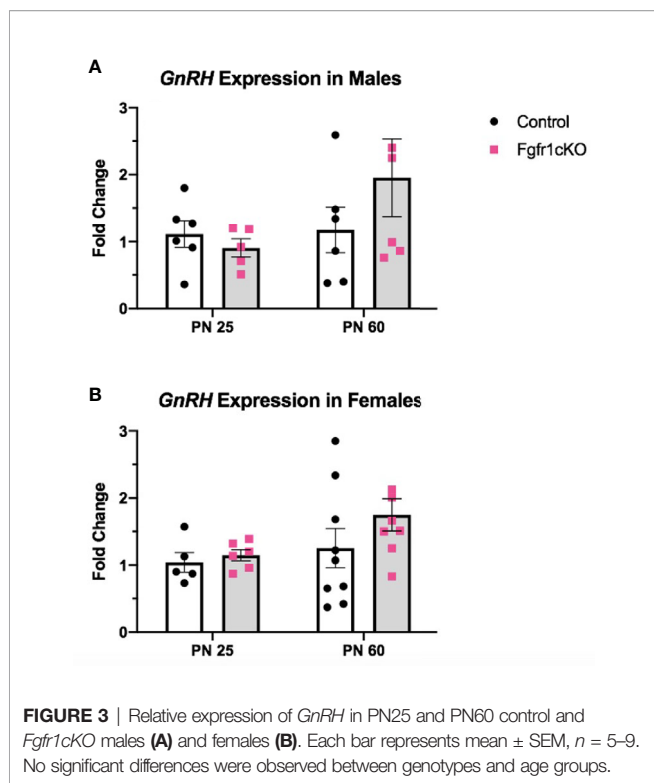 A
GnRH Expression in Males
Control
Fgfr1cKO
Fold Change
3
2
1
0
PN 25
PN 60
B
GnRH Expression in Females
Fold Change
3
2
1
0
PN 25
PN 60
FIGURE 3 | Relative expression of GnRH in PN25 and PN60 control and
Fgfr1cKO males (A) and females (B). Each bar represents mean ± SEM, n = 5–9.
No significant differences were observed between genotypes and age groups.